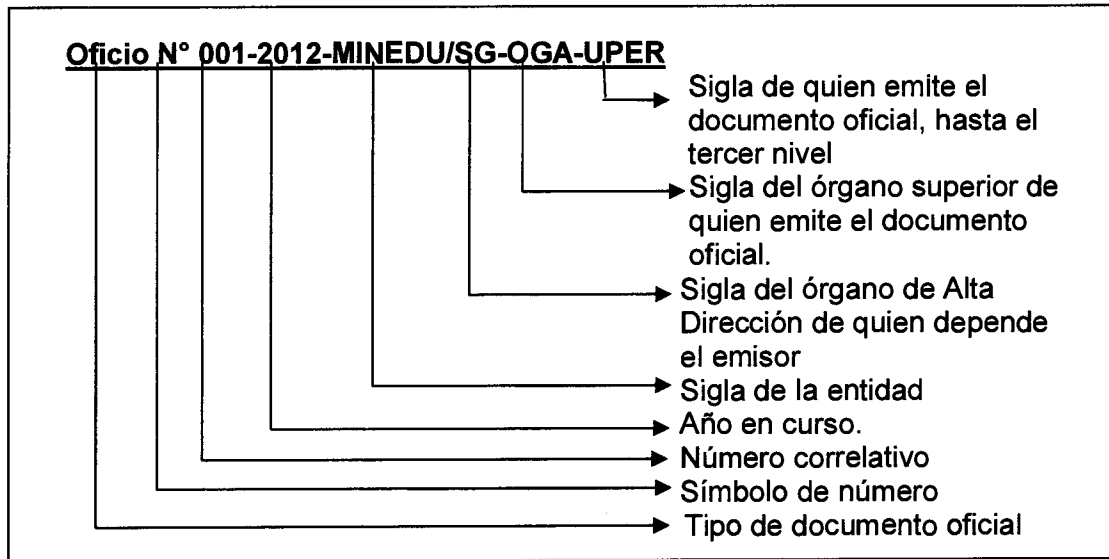 Oficio N° 001-2012-MINEDU/SG-OGA-UPER
Sigla de quien emite el
documento oficial, hasta el
tercer nivel
Sigla del órgano superior de
quien emite el documento
oficial.
Sigla del órgano de Alta
Dirección de quien depende
el emisor
Sigla de la entidad
Año en curso.
Número correlativo
Símbolo de número
Tipo de documento oficial